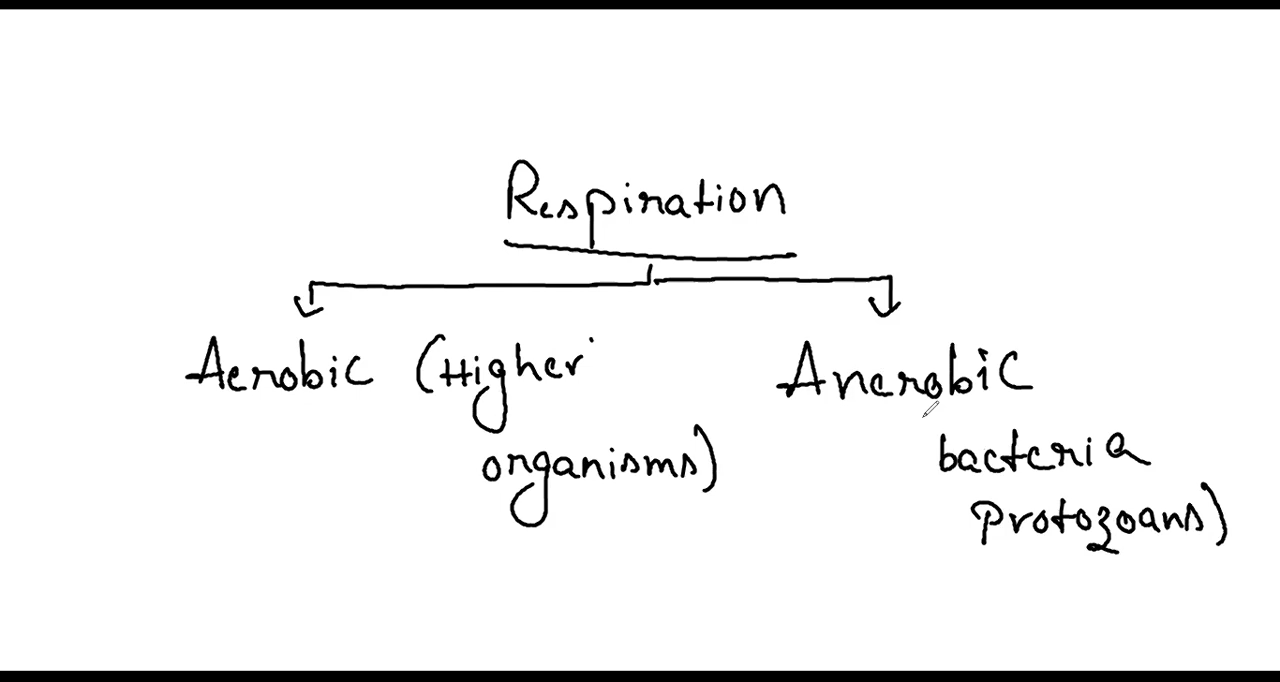 Respiration
Aerobic (Higher
organisms)
Anerobic
bacteria
Protozoans)